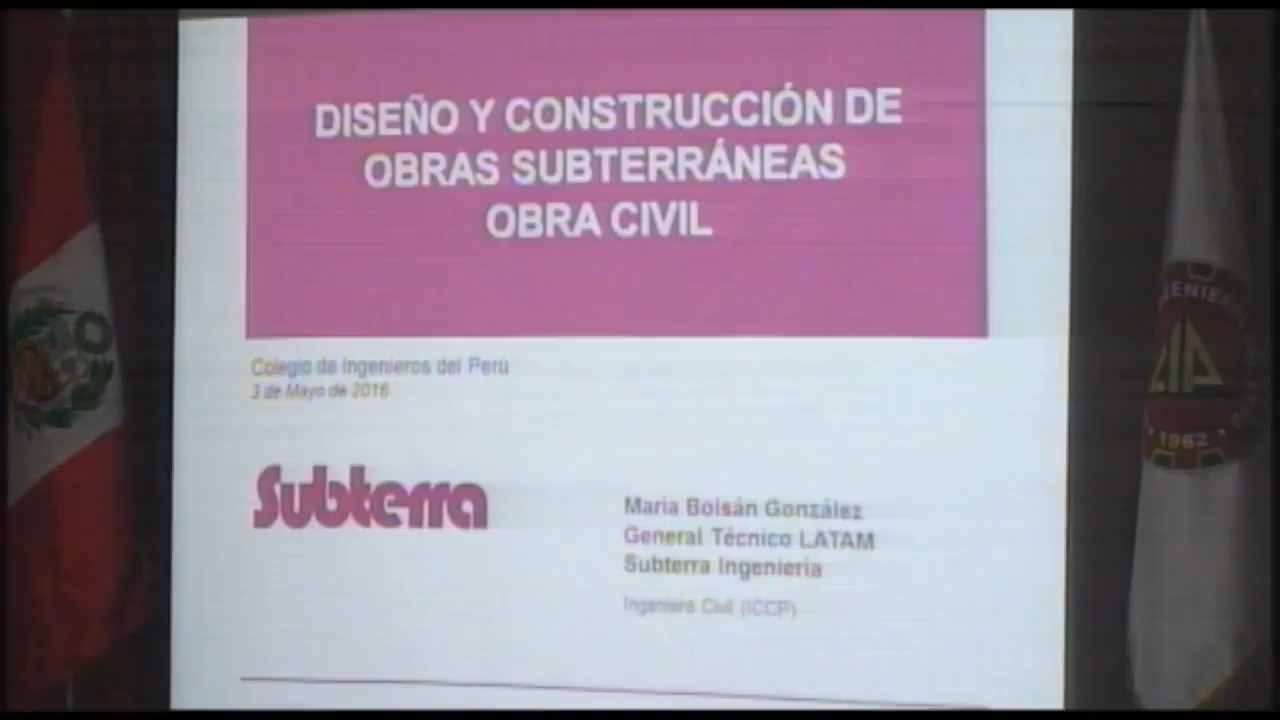 DISEÑO Y CONSTRUCCIÓN DE
OBRAS SUBTERRÁNEAS
OBRA CIVIL
Colegio de Ingenieros del Perú
3 de Mayo de 2016
Subterra
Maria Boisán González
General Técnico LATAM
Subterra Ingeniería
Ingeniera Civil (ICCP)
1962